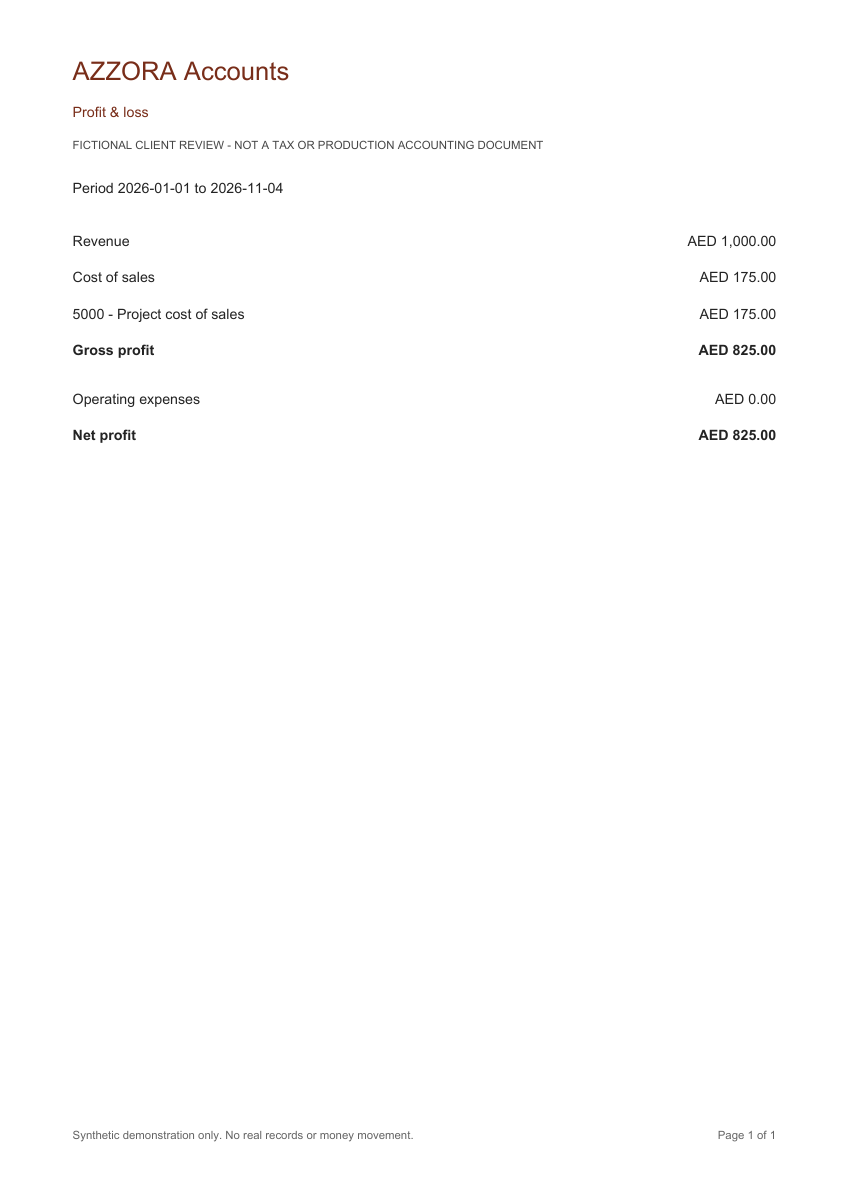 AZZORA Accounts
Profit & loss
FICTIONAL CLIENT REVIEW - NOT A TAX OR PRODUCTION ACCOUNTING DOCUMENT
Period 2026-01-01 to 2026-11-04
Revenue AED 1,000.00
Cost of sales AED 175.00
5000 - Project cost of sales AED 175.00
Gross profit AED 825.00
Operating expenses AED 0.00
Net profit AED 825.00
Synthetic demonstration only. No real records or money movement. Page 1 of 1